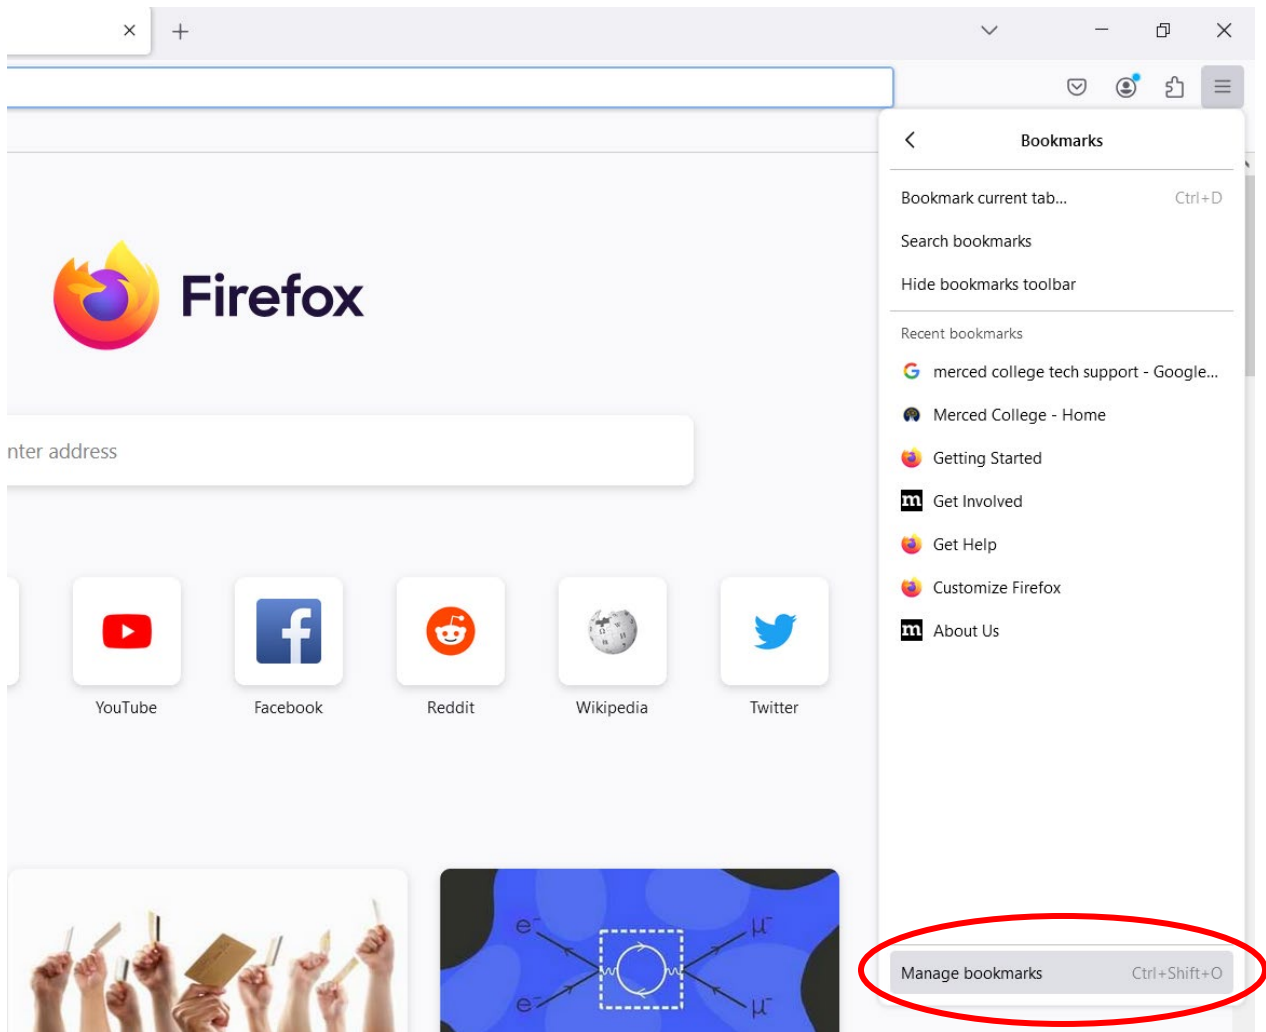 Bookmarks
Bookmark current tab... Ctrl+D
Search bookmarks
Hide bookmarks toolbar
Recent bookmarks
merced college tech support - Google...
Merced College - Home
Getting Started
m Get Involved
Get Help
Customize Firefox
m About Us
Manage bookmarks Ctrl+Shift+O
Firefox
nter address
YouTube Facebook Reddit Wikipedia Twitter
e⁻ μ⁻
e⁻ μ⁻